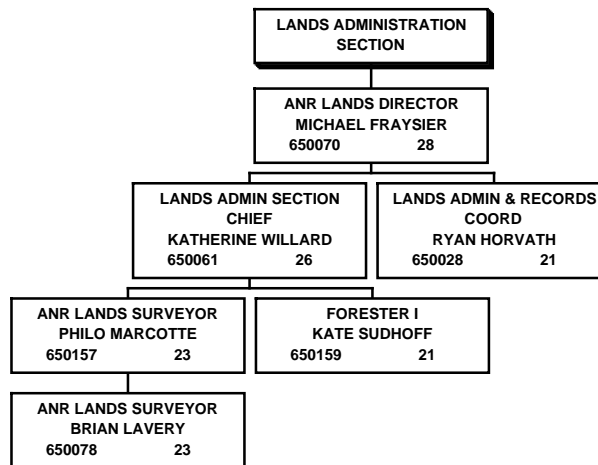 LANDS ADMINISTRATION
SECTION
ANR LANDS DIRECTOR
MICHAEL FRAYSIER
650070 28
LANDS ADMIN SECTION
CHIEF
KATHERINE WILLARD
650061 26
LANDS ADMIN & RECORDS
COORD
RYAN HORVATH
650028 21
ANR LANDS SURVEYOR
PHILO MARCOTTE
650157 23
FORESTER I
KATE SUDHOFF
650159 21
ANR LANDS SURVEYOR
BRIAN LAVERY
650078 23